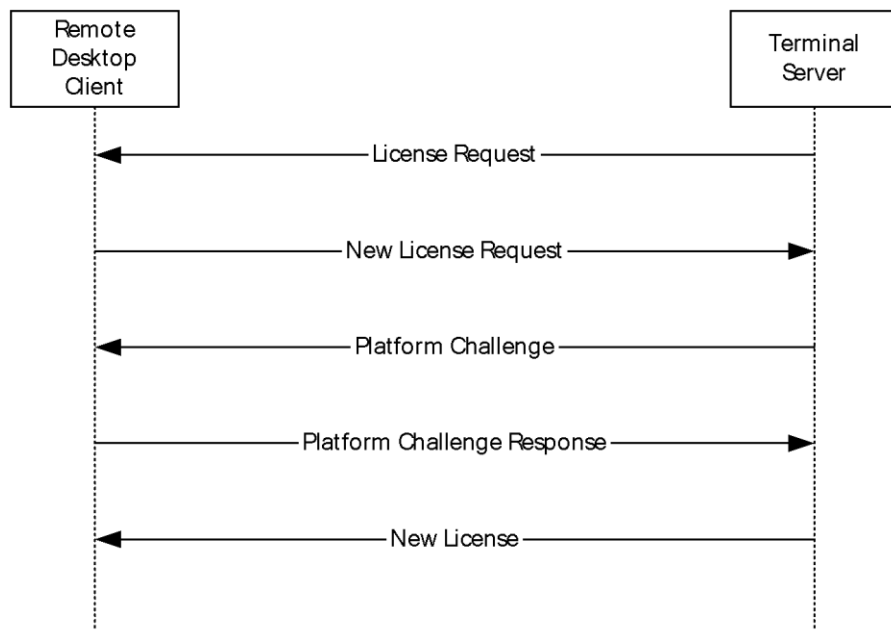 Remote
Desktop
Client
Terminal
Server
License Request
New License Request
Platform Challenge
Platform Challenge Response
New License